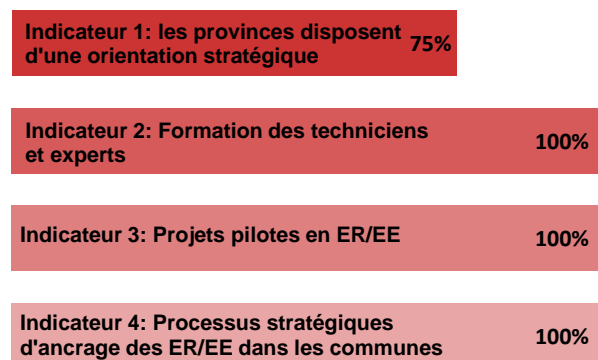 Indicateur 1: les provinces disposent 75%
d'une orientation stratégique
Indicateur 2: Formation des techniciens
et experts 100%
Indicateur 3: Projets pilotes en ER/EE 100%
Indicateur 4: Processus stratégiques
d'ancrage des ER/EE dans les communes 100%